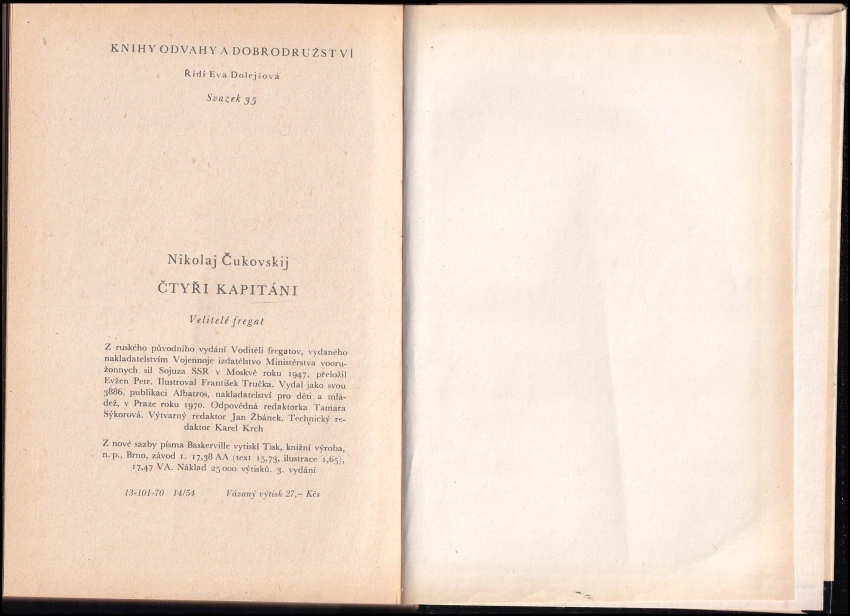 KNIHY ODVAHY A DOBRODRUŽSTVÍ
Řídí Eva Dolejšová
Svazek 35
Nikolaj Čukovskij
ČTYŘI KAPITÁNI
Velitelé fregat
Z ruského původního vydání Voditěli fregatov, vydaného
nakladatelstvím Vojennoje izdatělstvo Ministěrstva vooru-
žonnych sil Sojuza SSR v Moskvě roku 1947, přeložil
Evžen Petr. Ilustroval František Tručka. Vydal jako svou
3886. publikaci Albatros, nakladatelství pro děti a mlá-
dež, v Praze roku 1970. Odpovědná redaktorka Tamara
Sýkorová. Výtvarný redaktor Jan Žbánek. Technický re-
daktor Karel Krch
Z nové sazby písma Baskerville vytiskl Tisk, knižní výroba,
n. p., Brno, závod 1. 17,38 AA (text 15,73, ilustrace 1,65),
17,47 VA. Náklad 25 000 výtisků. 3. vydání
13-101-70 14/54 Vázaný výtisk 27,– Kčs